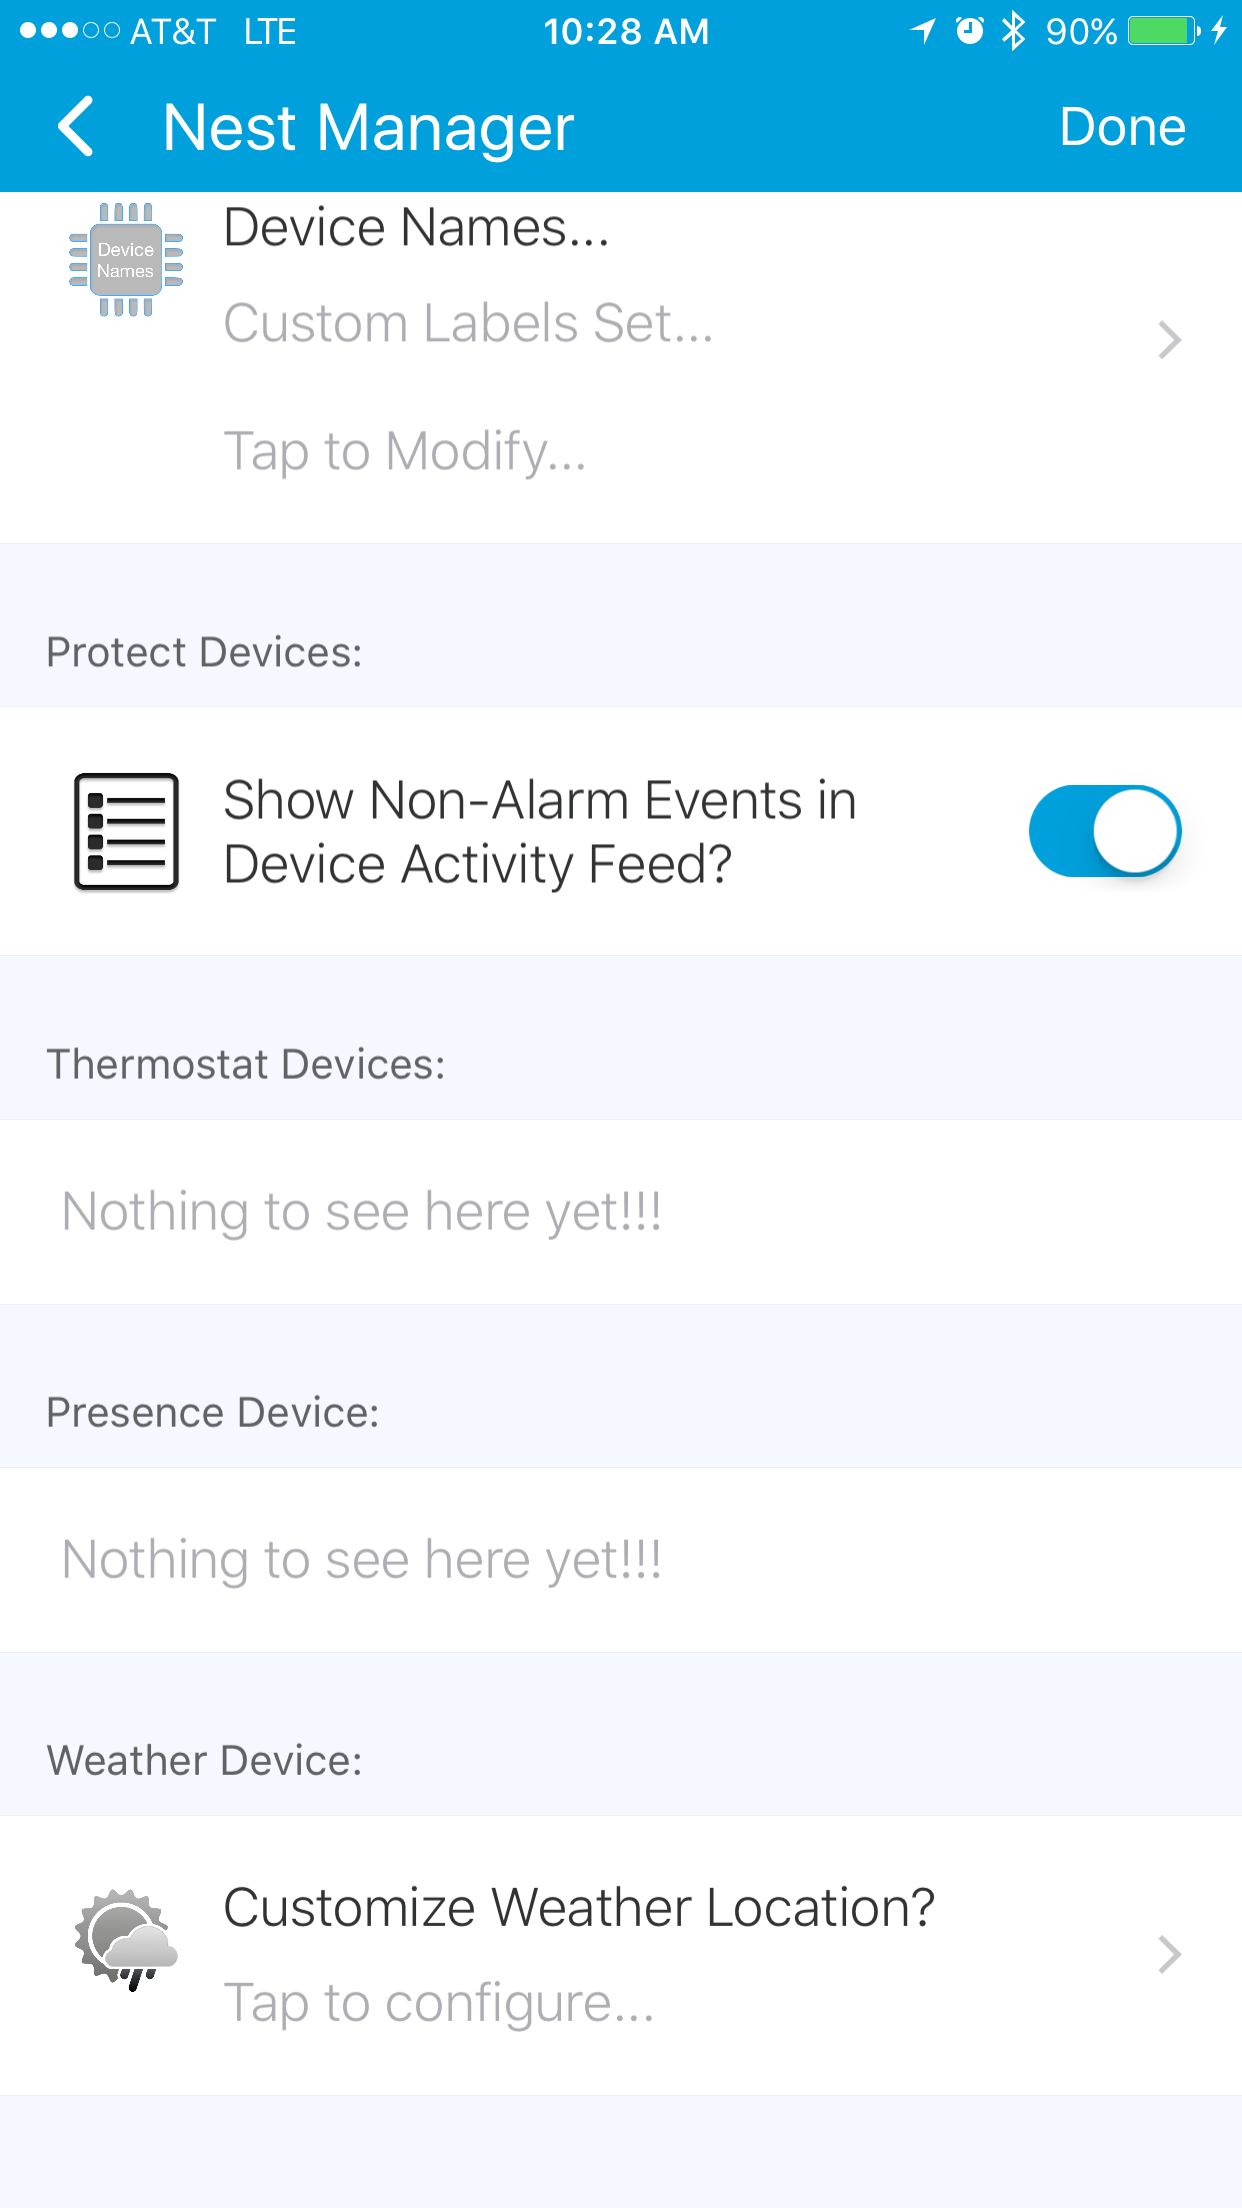 AT&T LTE 10:28 AM 90%
Nest Manager Done
Device Names
Device Names...
Custom Labels Set...
Tap to Modify...
Protect Devices:
Show Non-Alarm Events in
Device Activity Feed?
Thermostat Devices:
Nothing to see here yet!!!
Presence Device:
Nothing to see here yet!!!
Weather Device:
Customize Weather Location?
Tap to configure...